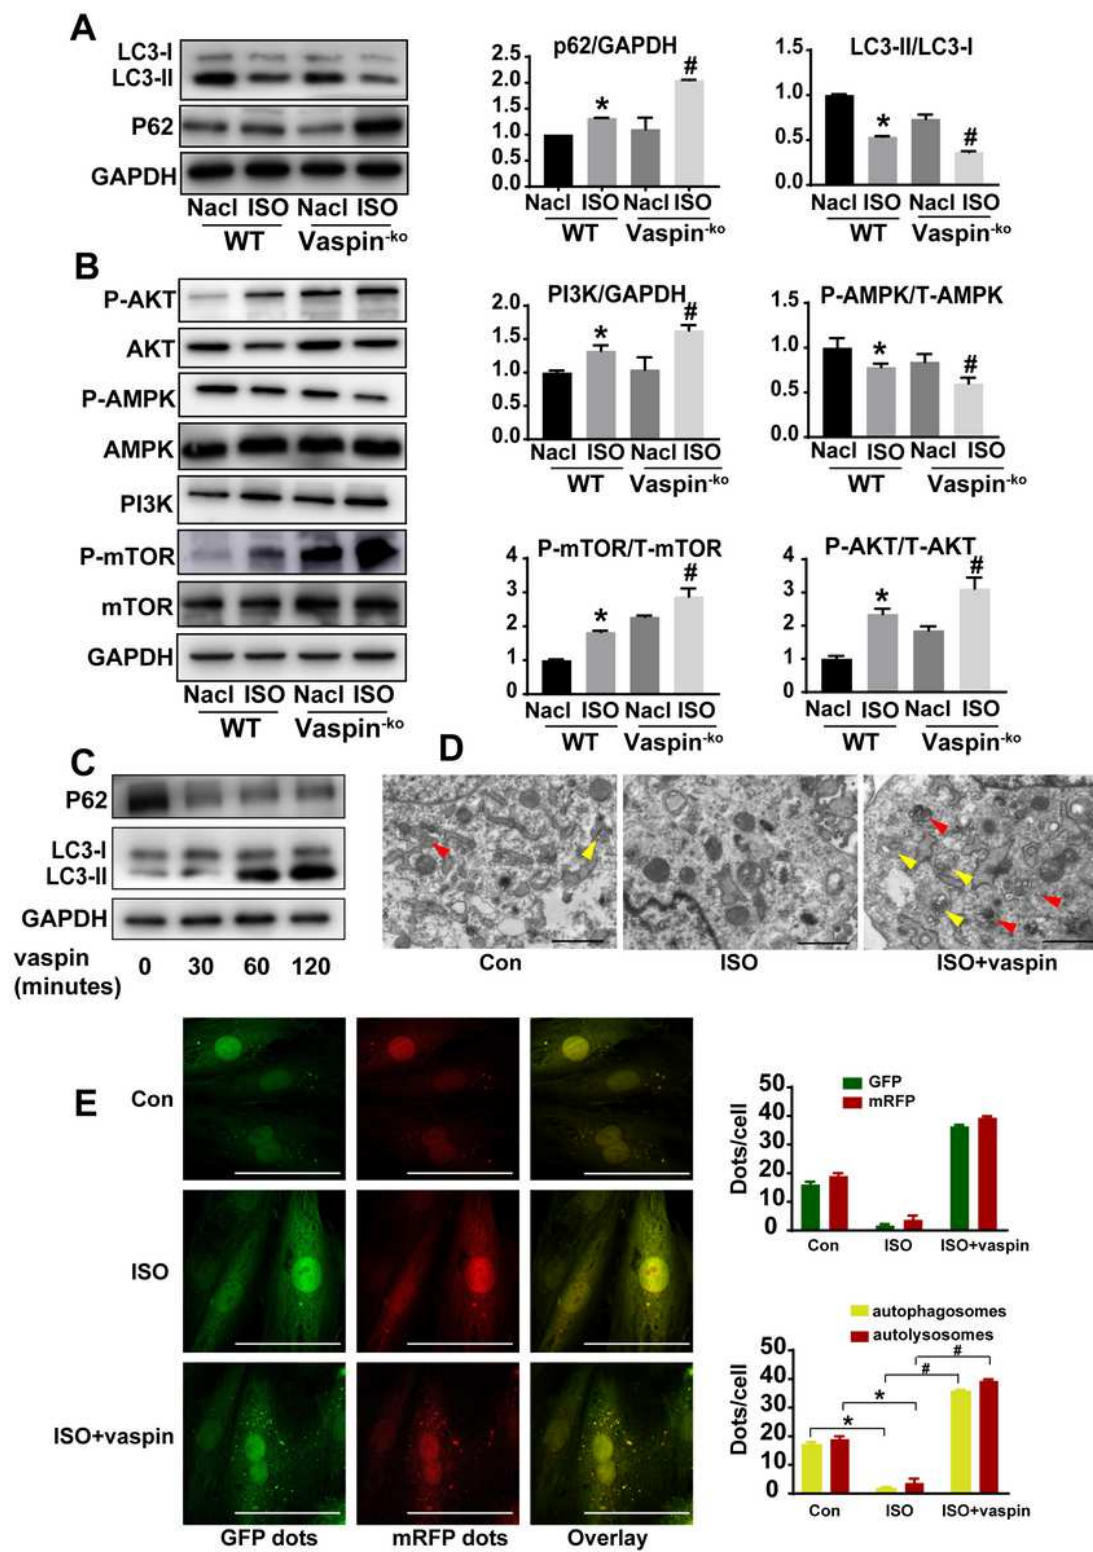 A
LC3-I
LC3-II
P62
GAPDH
Nacl ISO Nacl ISO
WT Vaspin-ko
p62/GAPDH
2.5
2.0
1.5
1.0
0.5
0.0
*
#
Nacl ISO Nacl ISO
WT Vaspin-ko
LC3-II/LC3-I
1.5
1.0
0.5
0.0
*
#
Nacl ISO Nacl ISO
WT Vaspin-ko
B
P-AKT
AKT
P-AMPK
AMPK
PI3K
P-mTOR
mTOR
GAPDH
Nacl ISO Nacl ISO
WT Vaspin-ko
PI3K/GAPDH
2.0
1.5
1.0
0.5
0.0
*
#
Nacl ISO Nacl ISO
WT Vaspin-ko
P-AMPK/T-AMPK
1.5
1.0
0.5
0.0
*
#
Nacl ISO Nacl ISO
WT Vaspin-ko
P-mTOR/T-mTOR
4
3
2
1
0
*
#
Nacl ISO Nacl ISO
WT Vaspin-ko
P-AKT/T-AKT
4
3
2
1
0
*
#
Nacl ISO Nacl ISO
WT Vaspin-ko
C
P62
LC3-I
LC3-II
GAPDH
vaspin
(minutes)
0 30 60 120
D
Con ISO ISO+vaspin
E
Con
ISO
ISO+vaspin
GFP dots mRFP dots Overlay
GFP
mRFP
Dots/cell
50
40
30
20
10
0
Con ISO ISO+vaspin
autophagosomes
autolysosomes
Dots/cell
50
40
30
20
10
0
*
*
#
#
Con ISO ISO+vaspin